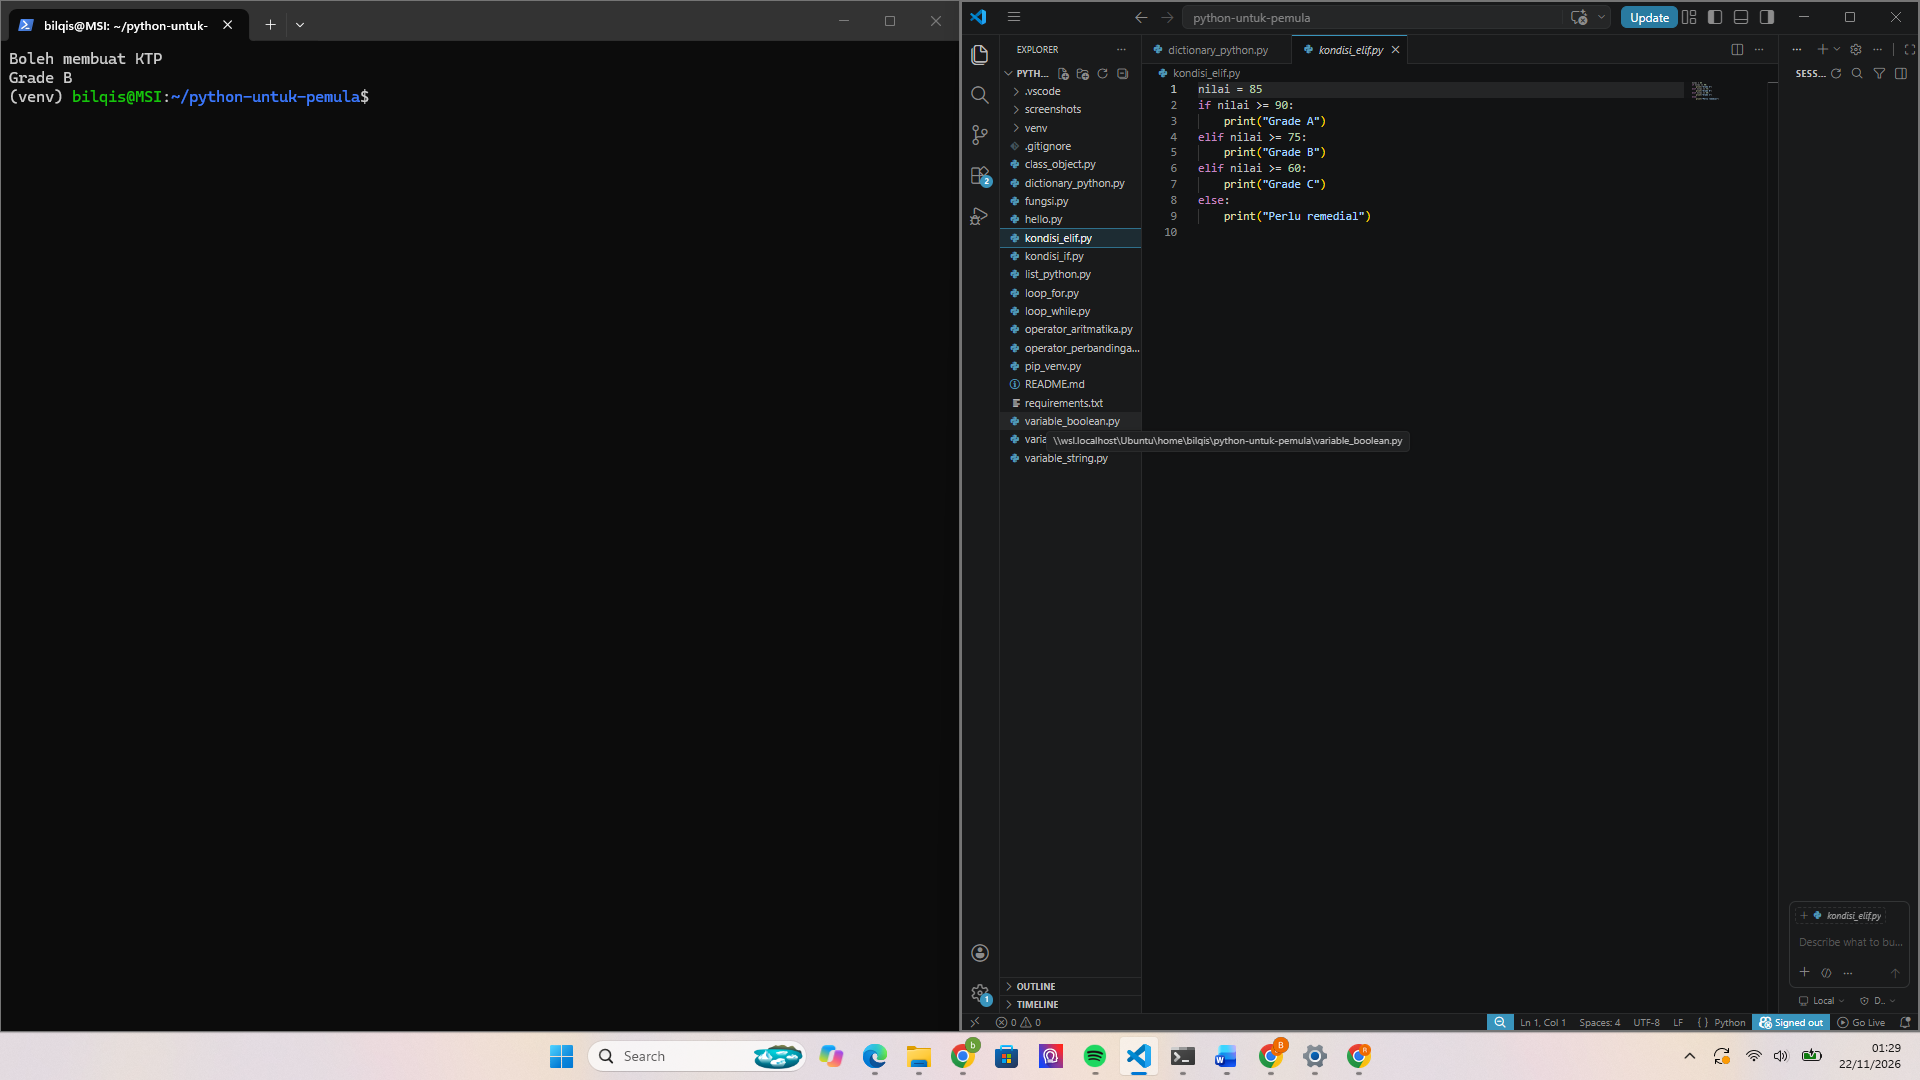 bilqis@MSI: ~/python-untuk-
Boleh membuat KTP
Grade B
(venv) bilqis@MSI:~/python-untuk-pemula$
python-untuk-pemula
Update
EXPLORER
PYTH...
.vscode
screenshots
venv
.gitignore
class_object.py
dictionary_python.py
fungsi.py
hello.py
kondisi_elif.py
kondisi_if.py
list_python.py
loop_for.py
loop_while.py
operator_aritmatika.py
operator_perbandinga...
pip_venv.py
README.md
requirements.txt
variable_boolean.py
varia
\\wsl.localhost\Ubuntu\home\bilqis\python-untuk-pemula\variable_boolean.py
variable_string.py
OUTLINE
TIMELINE
dictionary_python.py
kondisi_elif.py
kondisi_elif.py
1 nilai = 85
2 if nilai >= 90:
3     print("Grade A")
4 elif nilai >= 75:
5     print("Grade B")
6 elif nilai >= 60:
7     print("Grade C")
8 else:
9     print("Perlu remedial")
10
SESS...
kondisi_elif.py
Describe what to bu...
Local
D..
2
1
0 0
Ln 1, Col 1
Spaces: 4
UTF-8
LF
Python
Signed out
Go Live
Search
b
B
01:29
22/11/2026